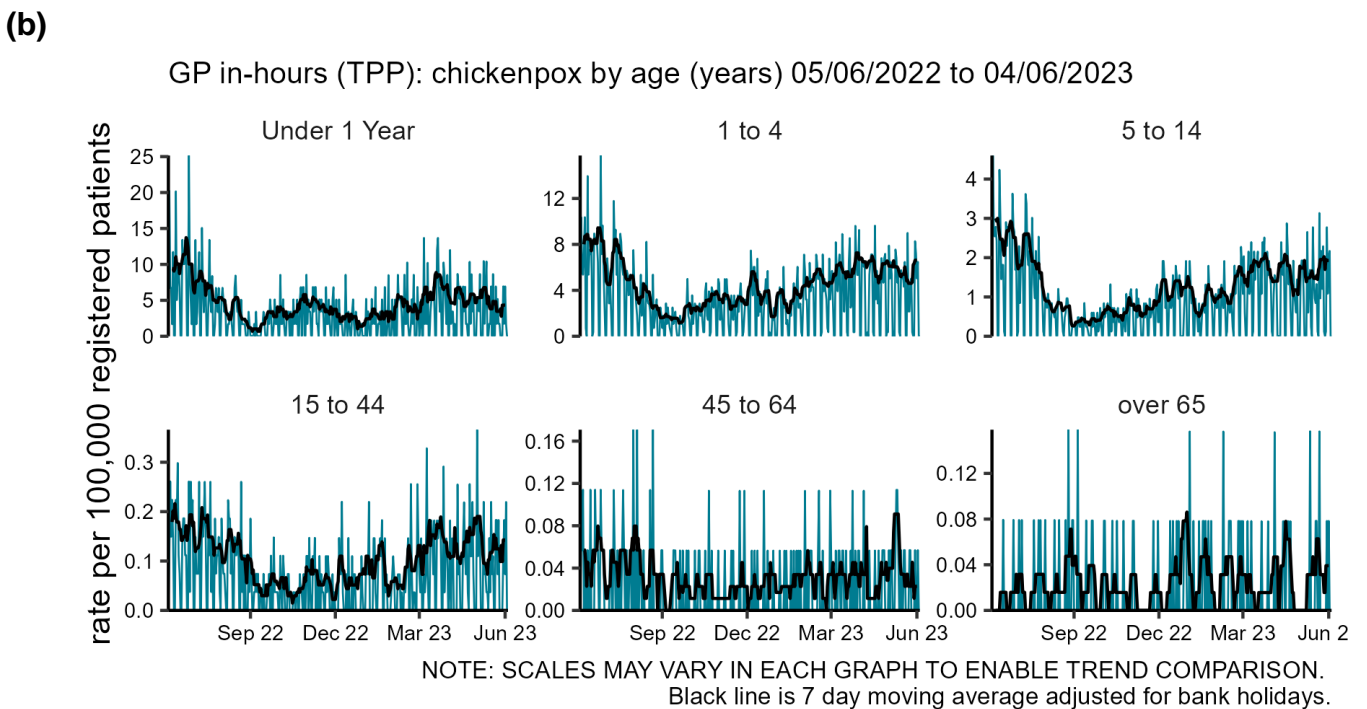 (b)
GP in-hours (TPP): chickenpox by age (years) 05/06/2022 to 04/06/2023
rate per 100,000 registered patients
Under 1 Year
1 to 4
5 to 14
25
20
15
10
5
0
12
8
4
0
4
3
2
1
0
15 to 44
45 to 64
over 65
0.3
0.2
0.1
0.0
0.16
0.12
0.08
0.04
0.00
0.12
0.08
0.04
0.00
Sep 22 Dec 22 Mar 23 Jun 23
Sep 22 Dec 22 Mar 23 Jun 23
Sep 22 Dec 22 Mar 23 Jun 2
NOTE: SCALES MAY VARY IN EACH GRAPH TO ENABLE TREND COMPARISON.
Black line is 7 day moving average adjusted for bank holidays.